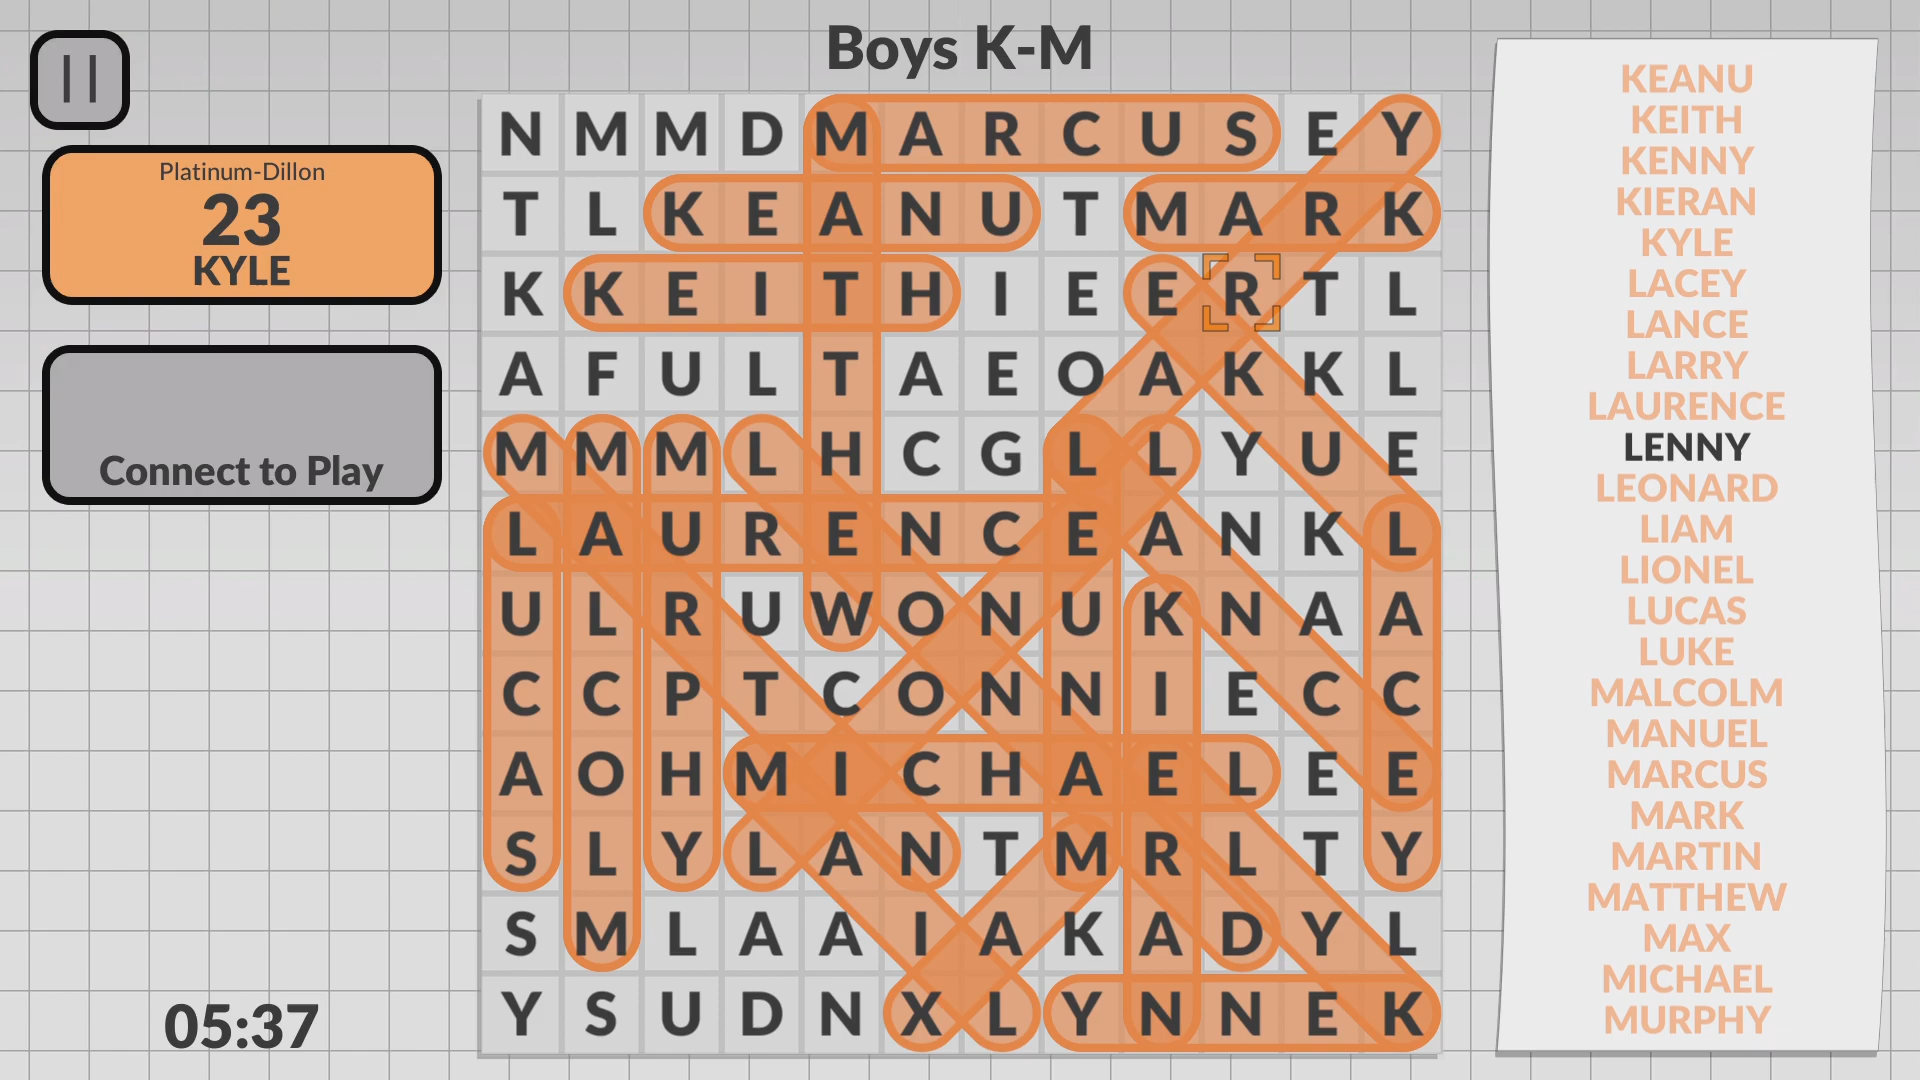 Boys K-M
Platinum-Dillon
23
KYLE
Connect to Play
05:37
N M M D M A R C U S E Y
T L K E A N U T M A R K
K K E I T H I E E R T L
A F U L T A E O A K K L
M M M L H C G L L Y U E
L A U R E N C E A N K L
U L R U W O N U K N A A
C C P T C O N N I E C C
A O H M I C H A E L E E
S L Y L A N T M R L T Y
S M L A A I A K A D Y L
Y S U D N X L Y N N E K
KEANU
KEITH
KENNY
KIERAN
KYLE
LACEY
LANCE
LARRY
LAURENCE
LENNY
LEONARD
LIAM
LIONEL
LUCAS
LUKE
MALCOLM
MANUEL
MARCUS
MARK
MARTIN
MATTHEW
MAX
MICHAEL
MURPHY